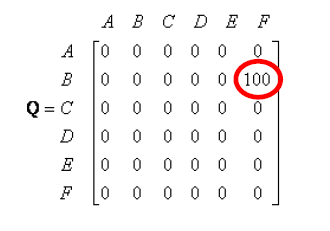 A B C D E F
A 0 0 0 0 0 0
B 0 0 0 0 0 100
Q = C 0 0 0 0 0 0
D 0 0 0 0 0 0
E 0 0 0 0 0 0
F 0 0 0 0 0 0